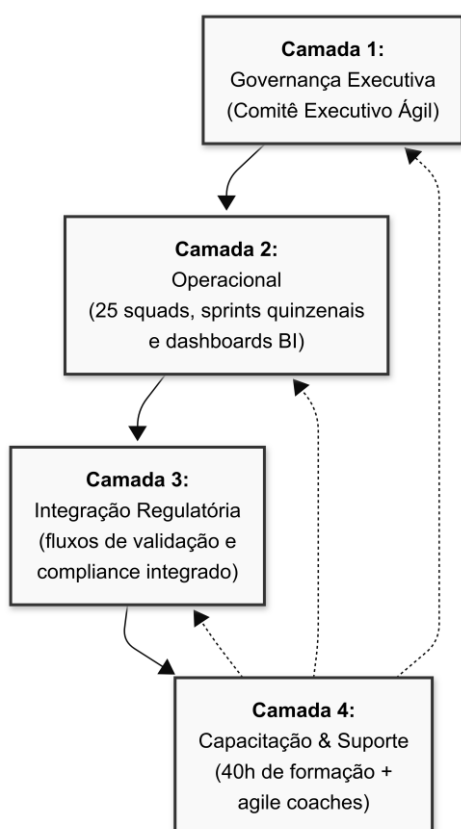 Camada 1:
Governança Executiva
(Comitê Executivo Ágil)
Camada 2:
Operacional
(25 squads, sprints quinzenais
e dashboards BI)
Camada 3:
Integração Regulatória
(fluxos de validação e
compliance integrado)
Camada 4:
Capacitação & Suporte
(40h de formação +
agile coaches)